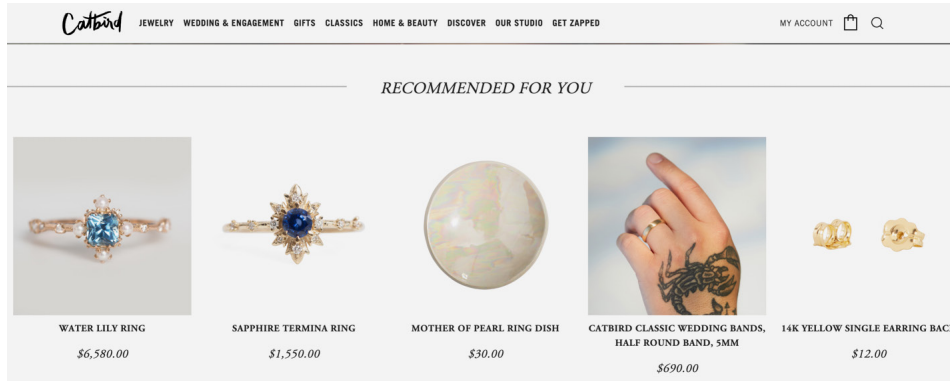 Catbird JEWELRY WEDDING & ENGAGEMENT GIFTS CLASSICS HOME & BEAUTY DISCOVER OUR STUDIO GET ZAPPED MY ACCOUNT
RECOMMENDED FOR YOU
WATER LILY RING
$6,580.00
SAPPHIRE TERMINA RING
$1,550.00
MOTHER OF PEARL RING DISH
$30.00
CATBIRD CLASSIC WEDDING BANDS,
HALF ROUND BAND, 5MM
$690.00
14K YELLOW SINGLE EARRING BAC
$12.00